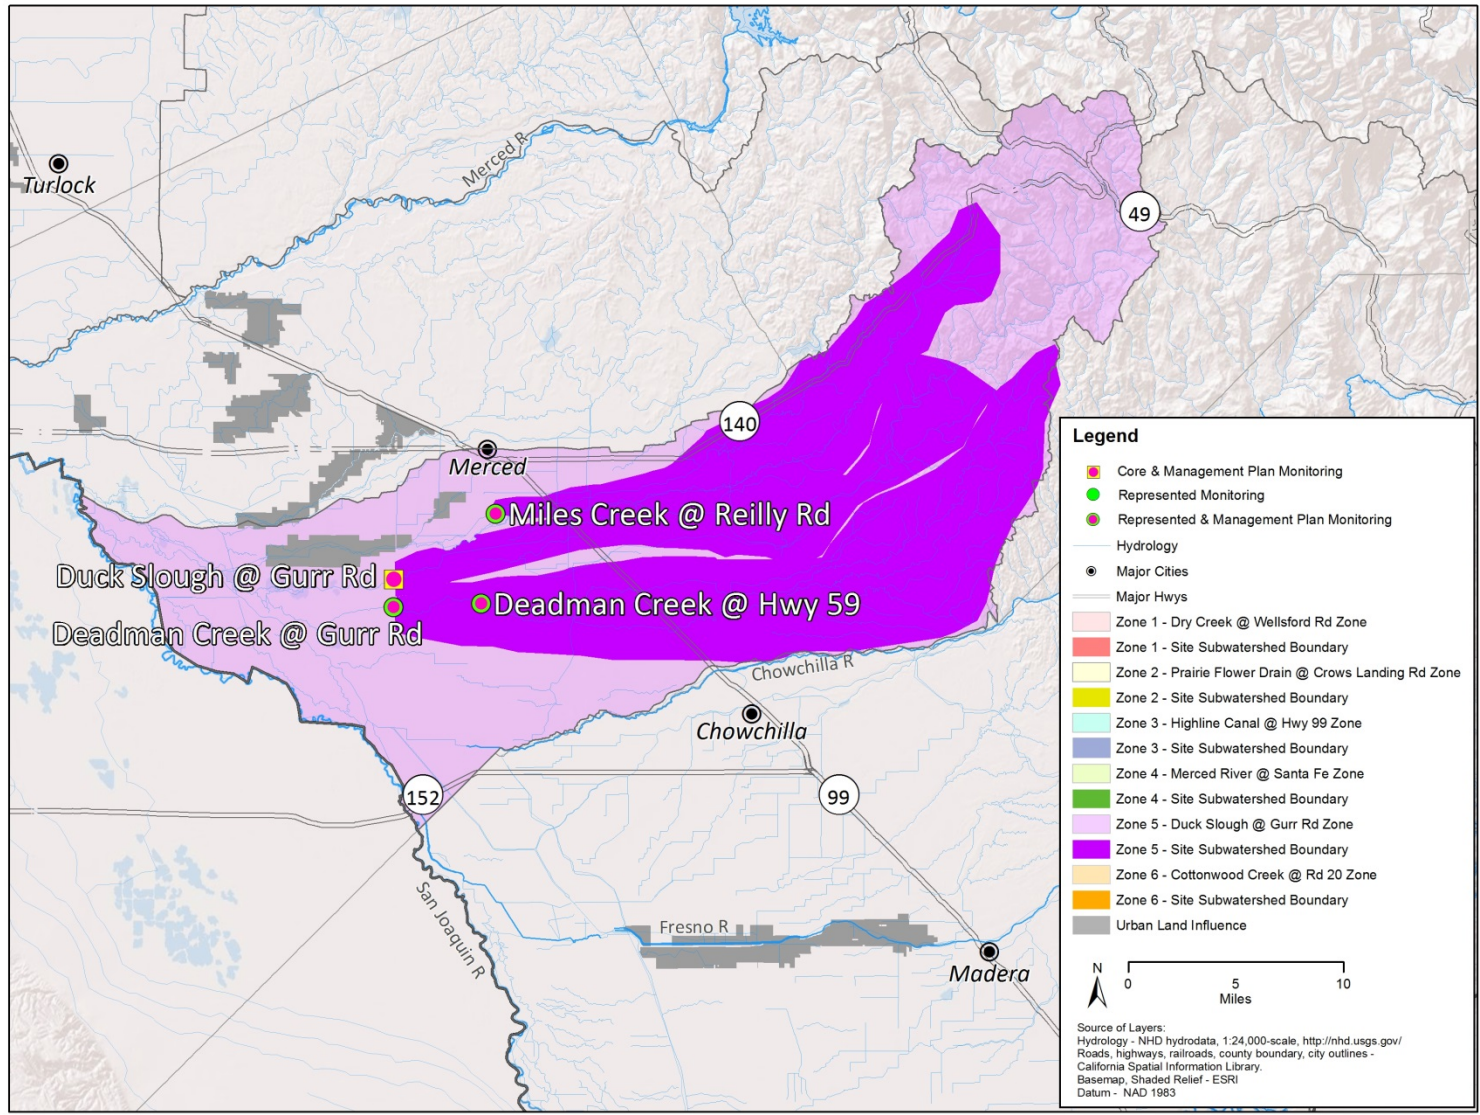 Turlock
Merced R
49
140
Merced
Miles Creek @ Reilly Rd
Duck Slough @ Gurr Rd
Deadman Creek @ Hwy 59
Deadman Creek @ Gurr Rd
Chowchilla R
Chowchilla
152
99
San Joaquin R
Fresno R
Madera
Legend
Core & Management Plan Monitoring
Represented Monitoring
Represented & Management Plan Monitoring
Hydrology
Major Cities
Major Hwys
Zone 1 - Dry Creek @ Wellsford Rd Zone
Zone 1 - Site Subwatershed Boundary
Zone 2 - Prairie Flower Drain @ Crows Landing Rd Zone
Zone 2 - Site Subwatershed Boundary
Zone 3 - Highline Canal @ Hwy 99 Zone
Zone 3 - Site Subwatershed Boundary
Zone 4 - Merced River @ Santa Fe Zone
Zone 4 - Site Subwatershed Boundary
Zone 5 - Duck Slough @ Gurr Rd Zone
Zone 5 - Site Subwatershed Boundary
Zone 6 - Cottonwood Creek @ Rd 20 Zone
Zone 6 - Site Subwatershed Boundary
Urban Land Influence
N
0 5 10
Miles
Source of Layers:
Hydrology - NHD hydrodata, 1:24,000-scale, http://nhd.usgs.gov/
Roads, highways, railroads, county boundary, city outlines -
California Spatial Information Library.
Basemap, Shaded Relief - ESRI
Datum - NAD 1983